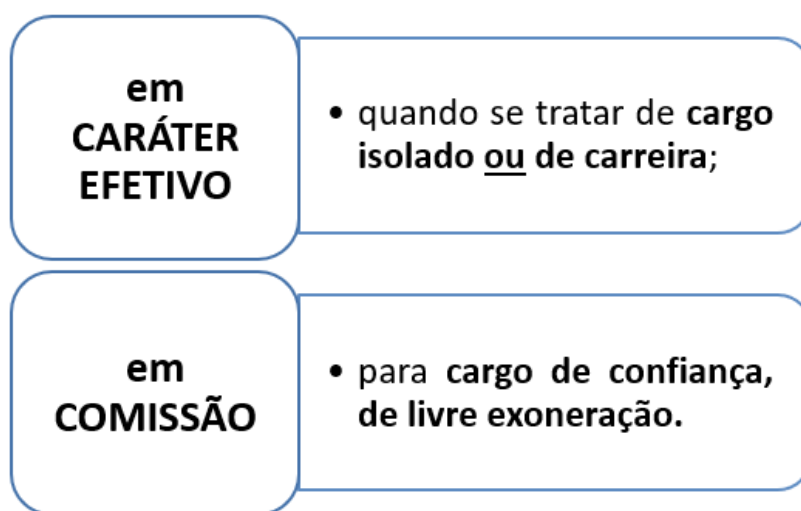 em
CARÁTER
EFETIVO
• quando se tratar de cargo
isolado ou de carreira;
em
COMISSÃO
• para cargo de confiança,
de livre exoneração.